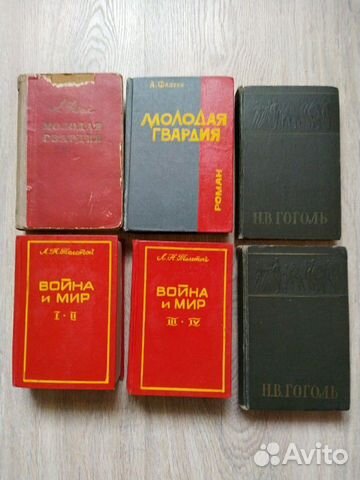 МОЛОДАЯ
ГВАРДИЯ
А. Фадеев
МОЛОДАЯ
ГВАРДИЯ
РОМАН
Н.В. ГОГОЛЬ
Л. Н. Толстой
ВОЙНА
и МИР
I · II
Л. Н. Толстой
ВОЙНА
и МИР
III · IV
Н.В. ГОГОЛЬ
Avito